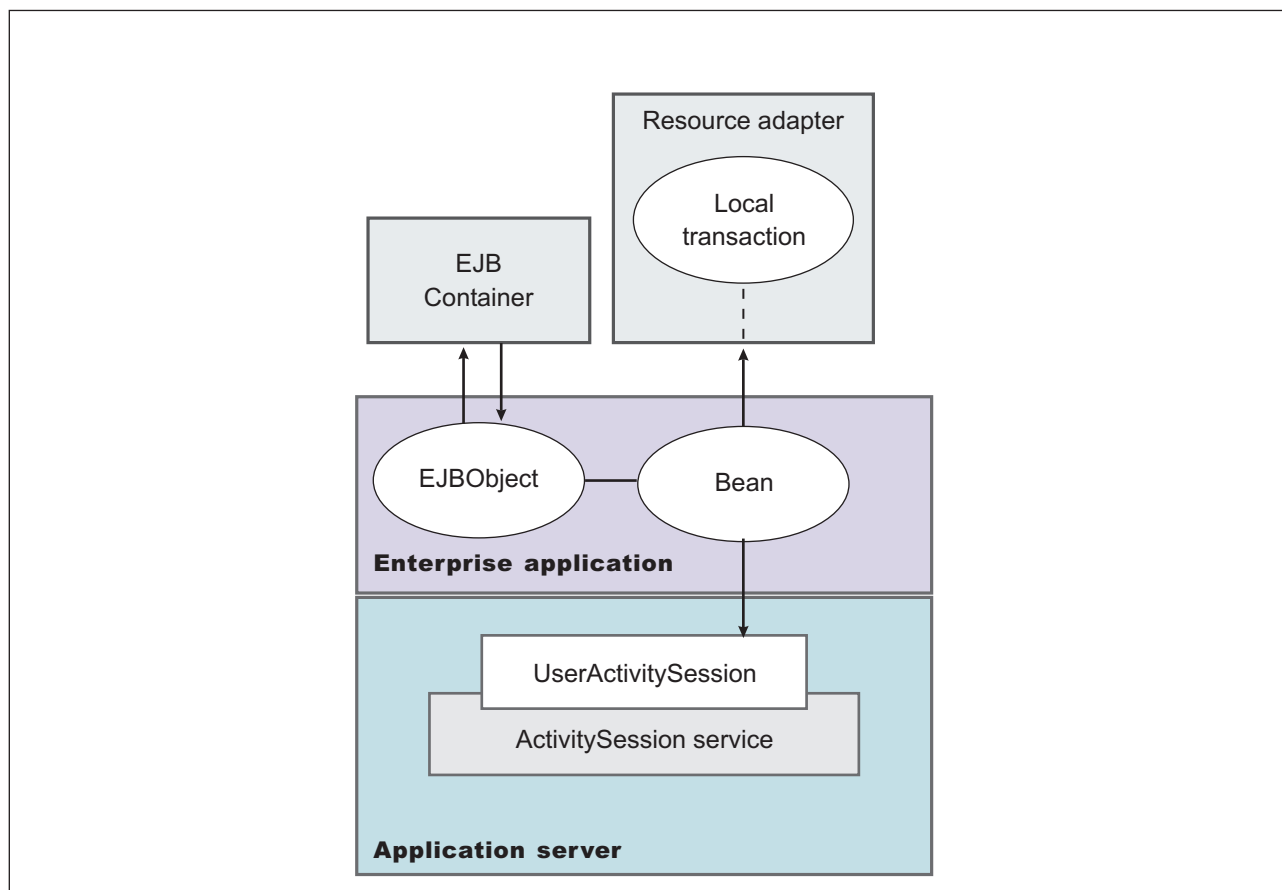 Resource adapter
Local
transaction
EJB
Container
EJBObject
Bean
Enterprise application
UserActivitySession
ActivitySession service
Application server